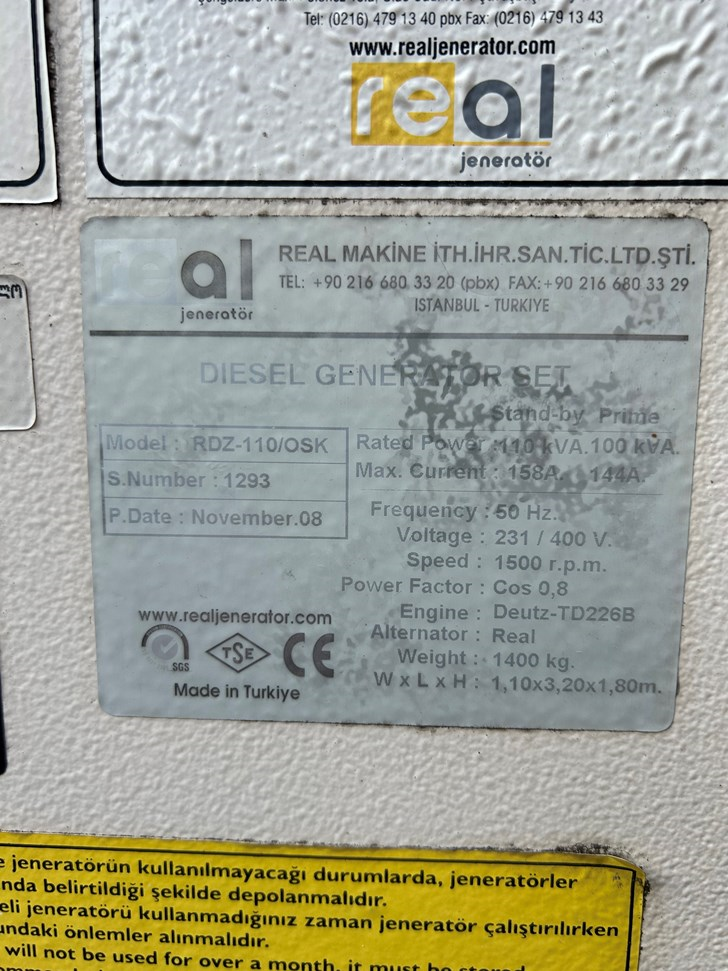 Tel: (0216) 479 13 40 pbx Fax: (0216) 479 13 43
www.realjenerator.com
real
jeneratör
real
jeneratör
REAL MAKİNE İTH.İHR.SAN.TİC.LTD.ŞTİ.
TEL: +90 216 680 33 20 (pbx) FAX:+90 216 680 33 29
ISTANBUL - TURKIYE
DIESEL GENERATOR SET
Stand-by Prime
Model : RDZ-110/OSK
S.Number : 1293
P.Date : November.08
Rated Power :110 kVA.100 kVA.
Max. Current : 158A. 144A.
Frequency : 50 Hz.
Voltage : 231 / 400 V.
Speed : 1500 r.p.m.
Power Factor : Cos 0,8
Engine : Deutz-TD226B
Alternator : Real
Weight : 1400 kg.
W x L x H : 1,10x3,20x1,80m.
www.realjenerator.com
SGS
TSE
CE
Made in Turkiye
jeneratörün kullanılmayacağı durumlarda, jeneratörler
belirtildiği şekilde depolanmalıdır.
jeneratörü kullanmadığınız zaman jeneratör çalıştırılırken
önlemler alınmalıdır.
will not be used for over a month, it must be stored